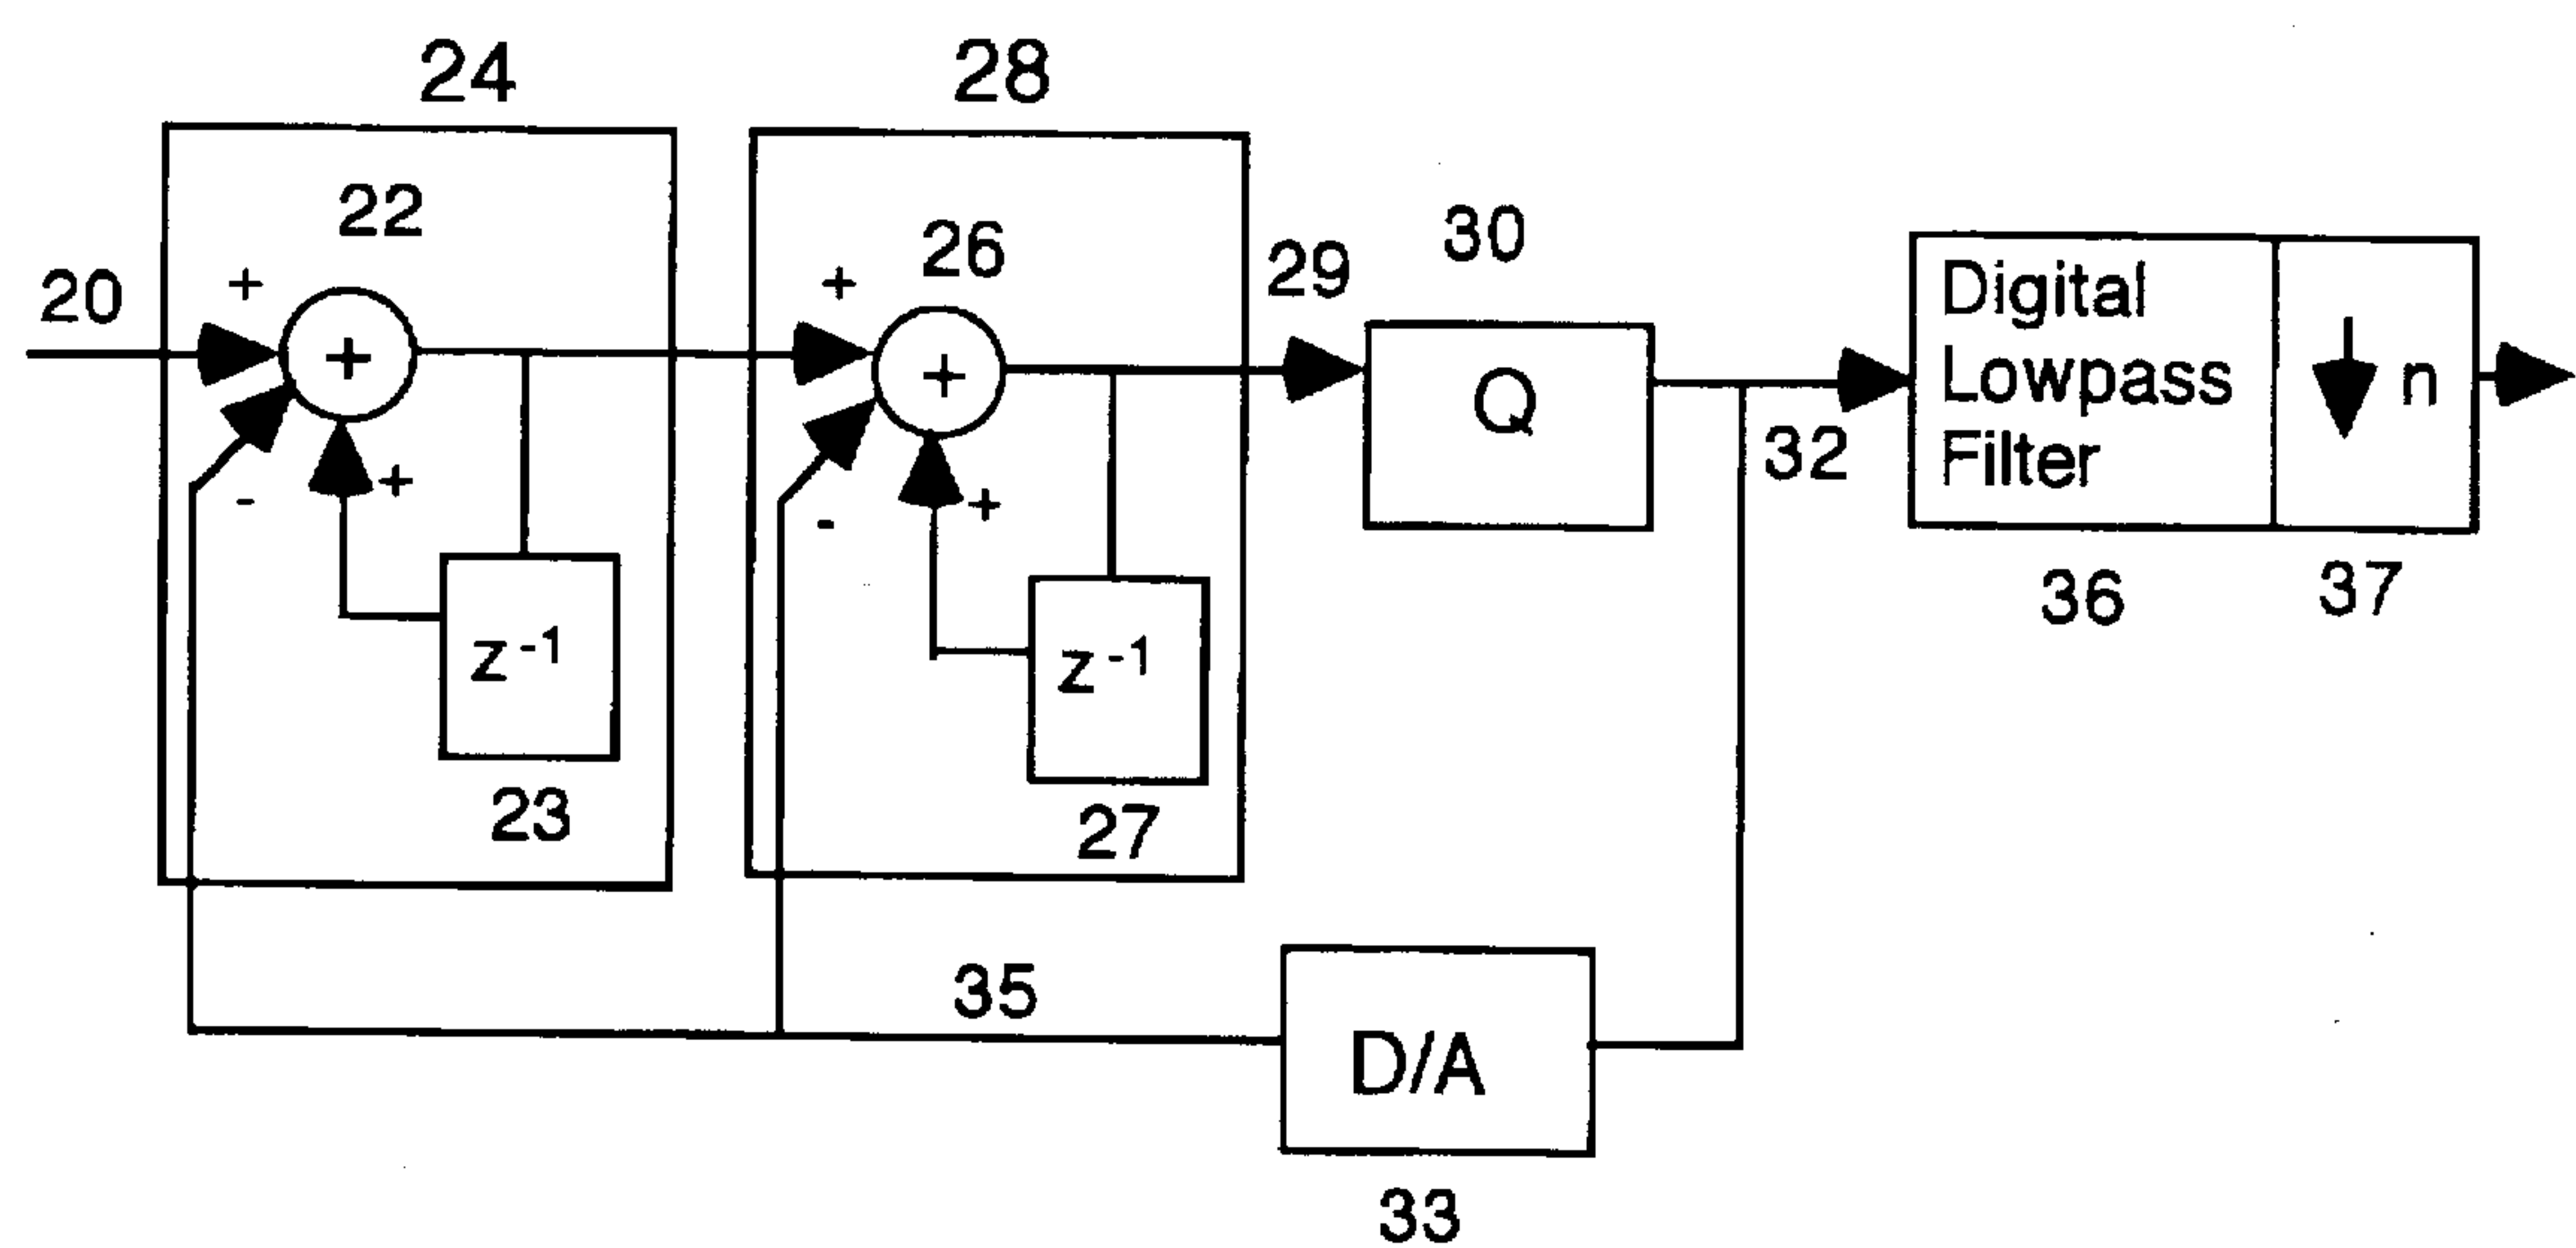 24
28
22
26
30
20
29
+
+
+
+
Q
Digital
Lowpass
Filter
n
32
-
+
-
+
z⁻¹
z⁻¹
36
37
23
27
35
D/A
33